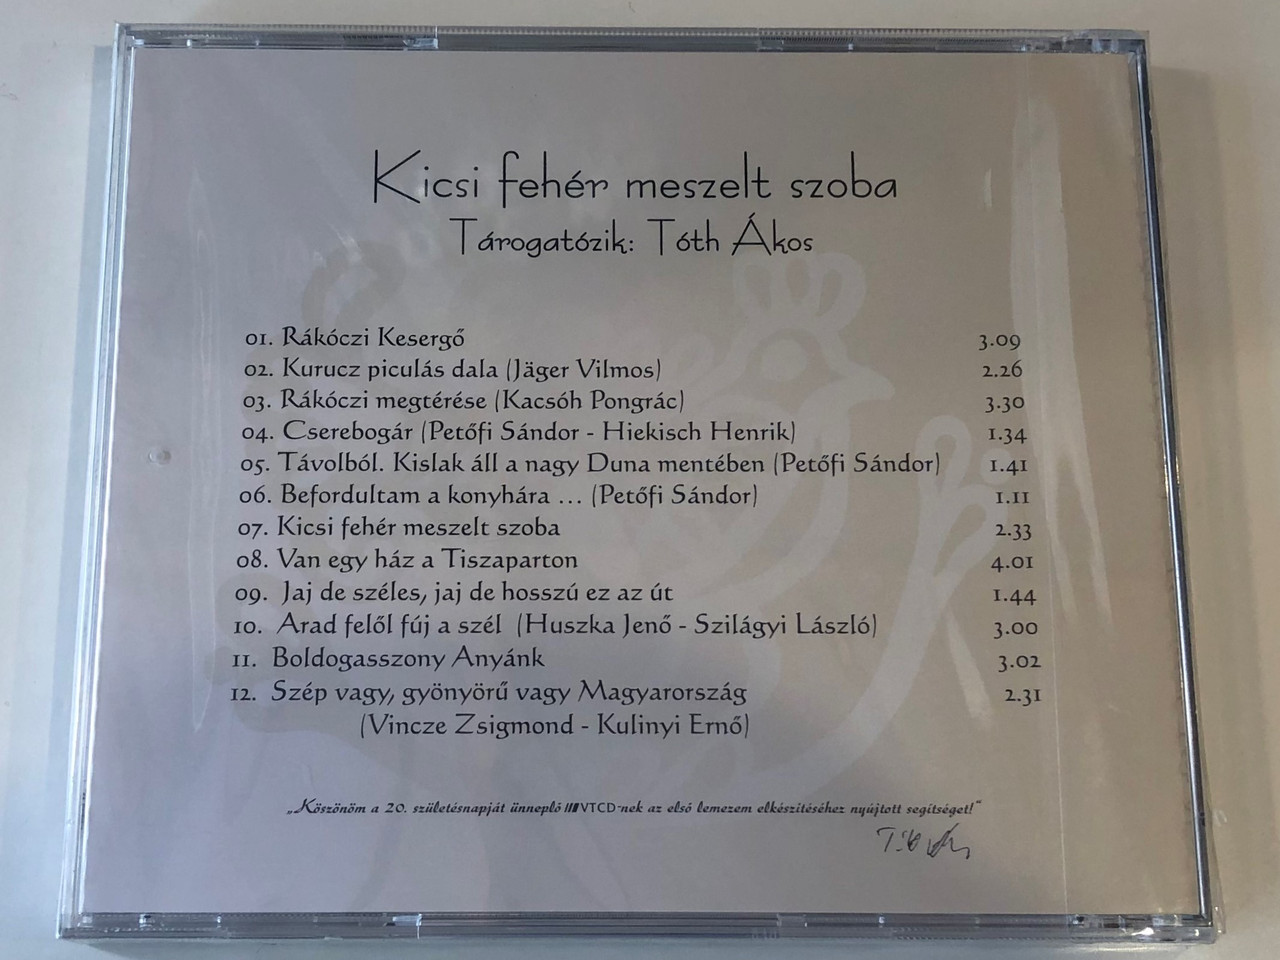 Kicsi fehér meszelt szoba
Tárogatózik: Tóth Ákos
01. Rákóczi Kesergő 3.09
02. Kurucz piculás dala (Jäger Vilmos) 2.26
03. Rákóczi megtérése (Kacsóh Pongrác) 3.30
04. Cserebogár (Petőfi Sándor - Hiekisch Henrik) 1.34
05. Távolból. Kislak áll a nagy Duna mentében (Petőfi Sándor) 1.41
06. Befordultam a konyhára ... (Petőfi Sándor) 1.11
07. Kicsi fehér meszelt szoba 2.33
08. Van egy ház a Tiszaparton 4.01
09. Jaj de széles, jaj de hosszú ez az út 1.44
10. Arad felől fúj a szél (Huszka Jenő - Szilágyi László) 3.00
11. Boldogasszony Anyánk 3.02
12. Szép vagy, gyönyörű vagy Magyarország 2.31
(Vincze Zsigmond - Kulinyi Ernő)
„Köszönöm a 20. születésnapját ünneplő VTCD-nek az első lemezem elkészítéséhez nyújtott segítséget!“